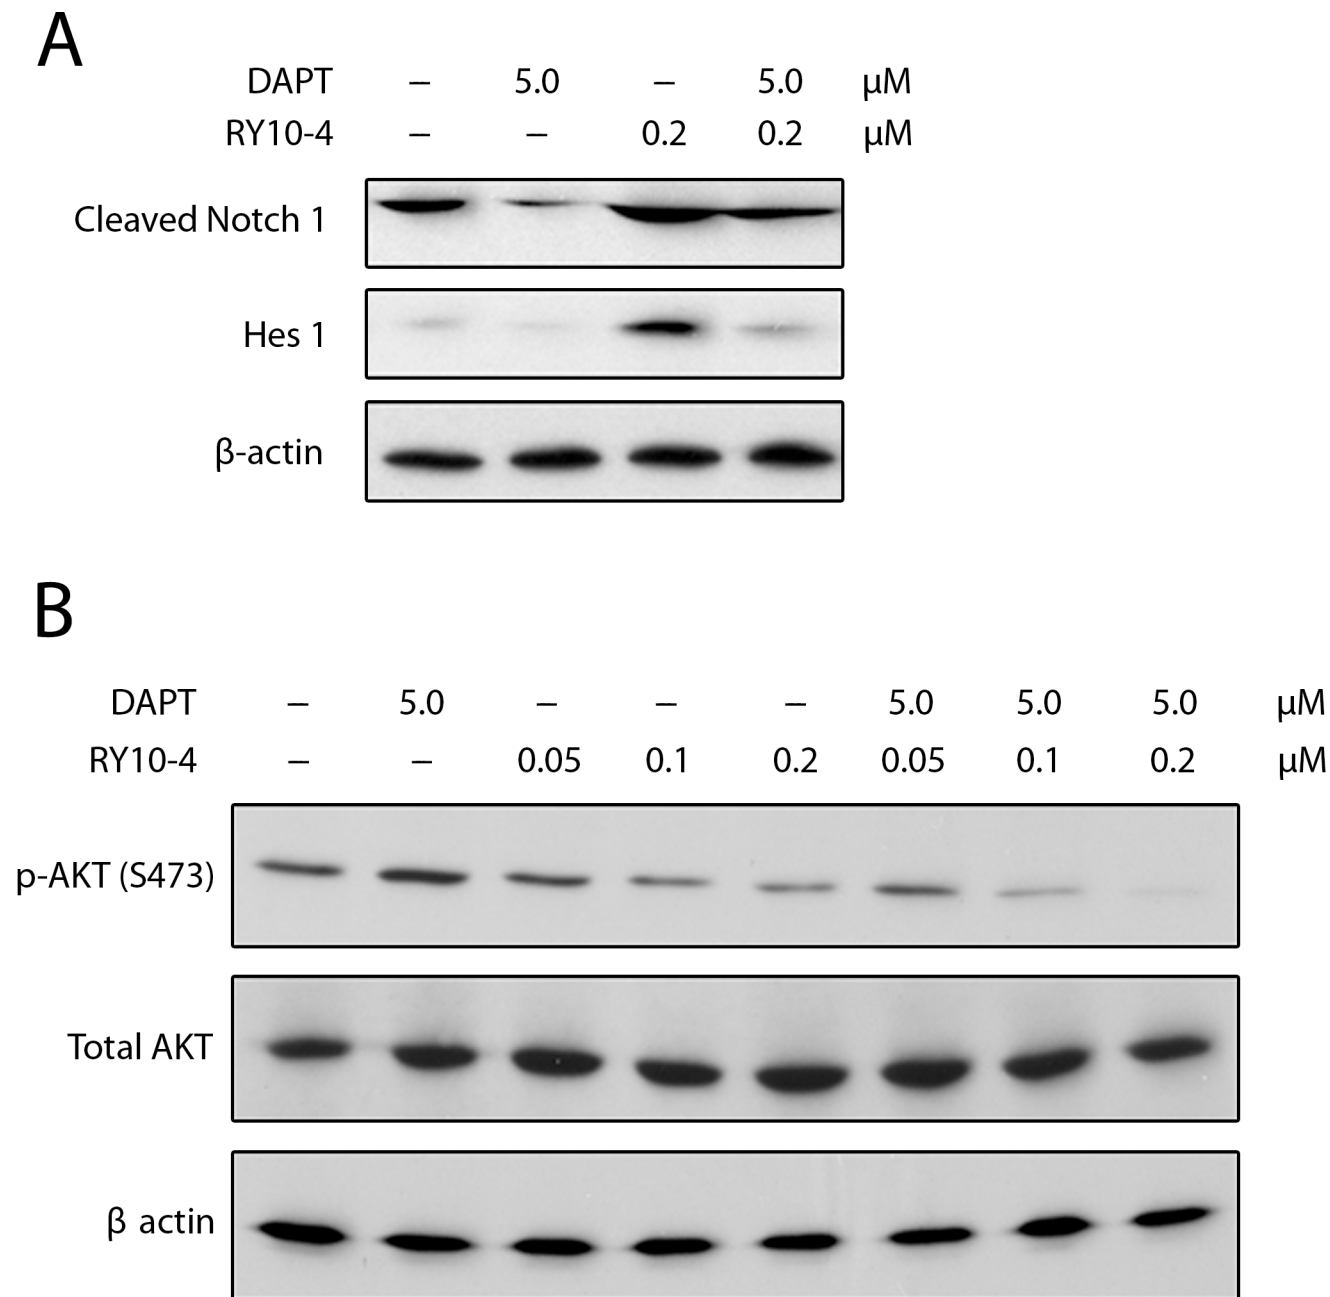 A
DAPT – 5.0 – 5.0 μM
RY10-4 – – 0.2 0.2 μM
Cleaved Notch 1
Hes 1
β-actin
B
DAPT – 5.0 – – – 5.0 5.0 5.0 μM
RY10-4 – – 0.05 0.1 0.2 0.05 0.1 0.2 μM
p-AKT (S473)
Total AKT
β actin